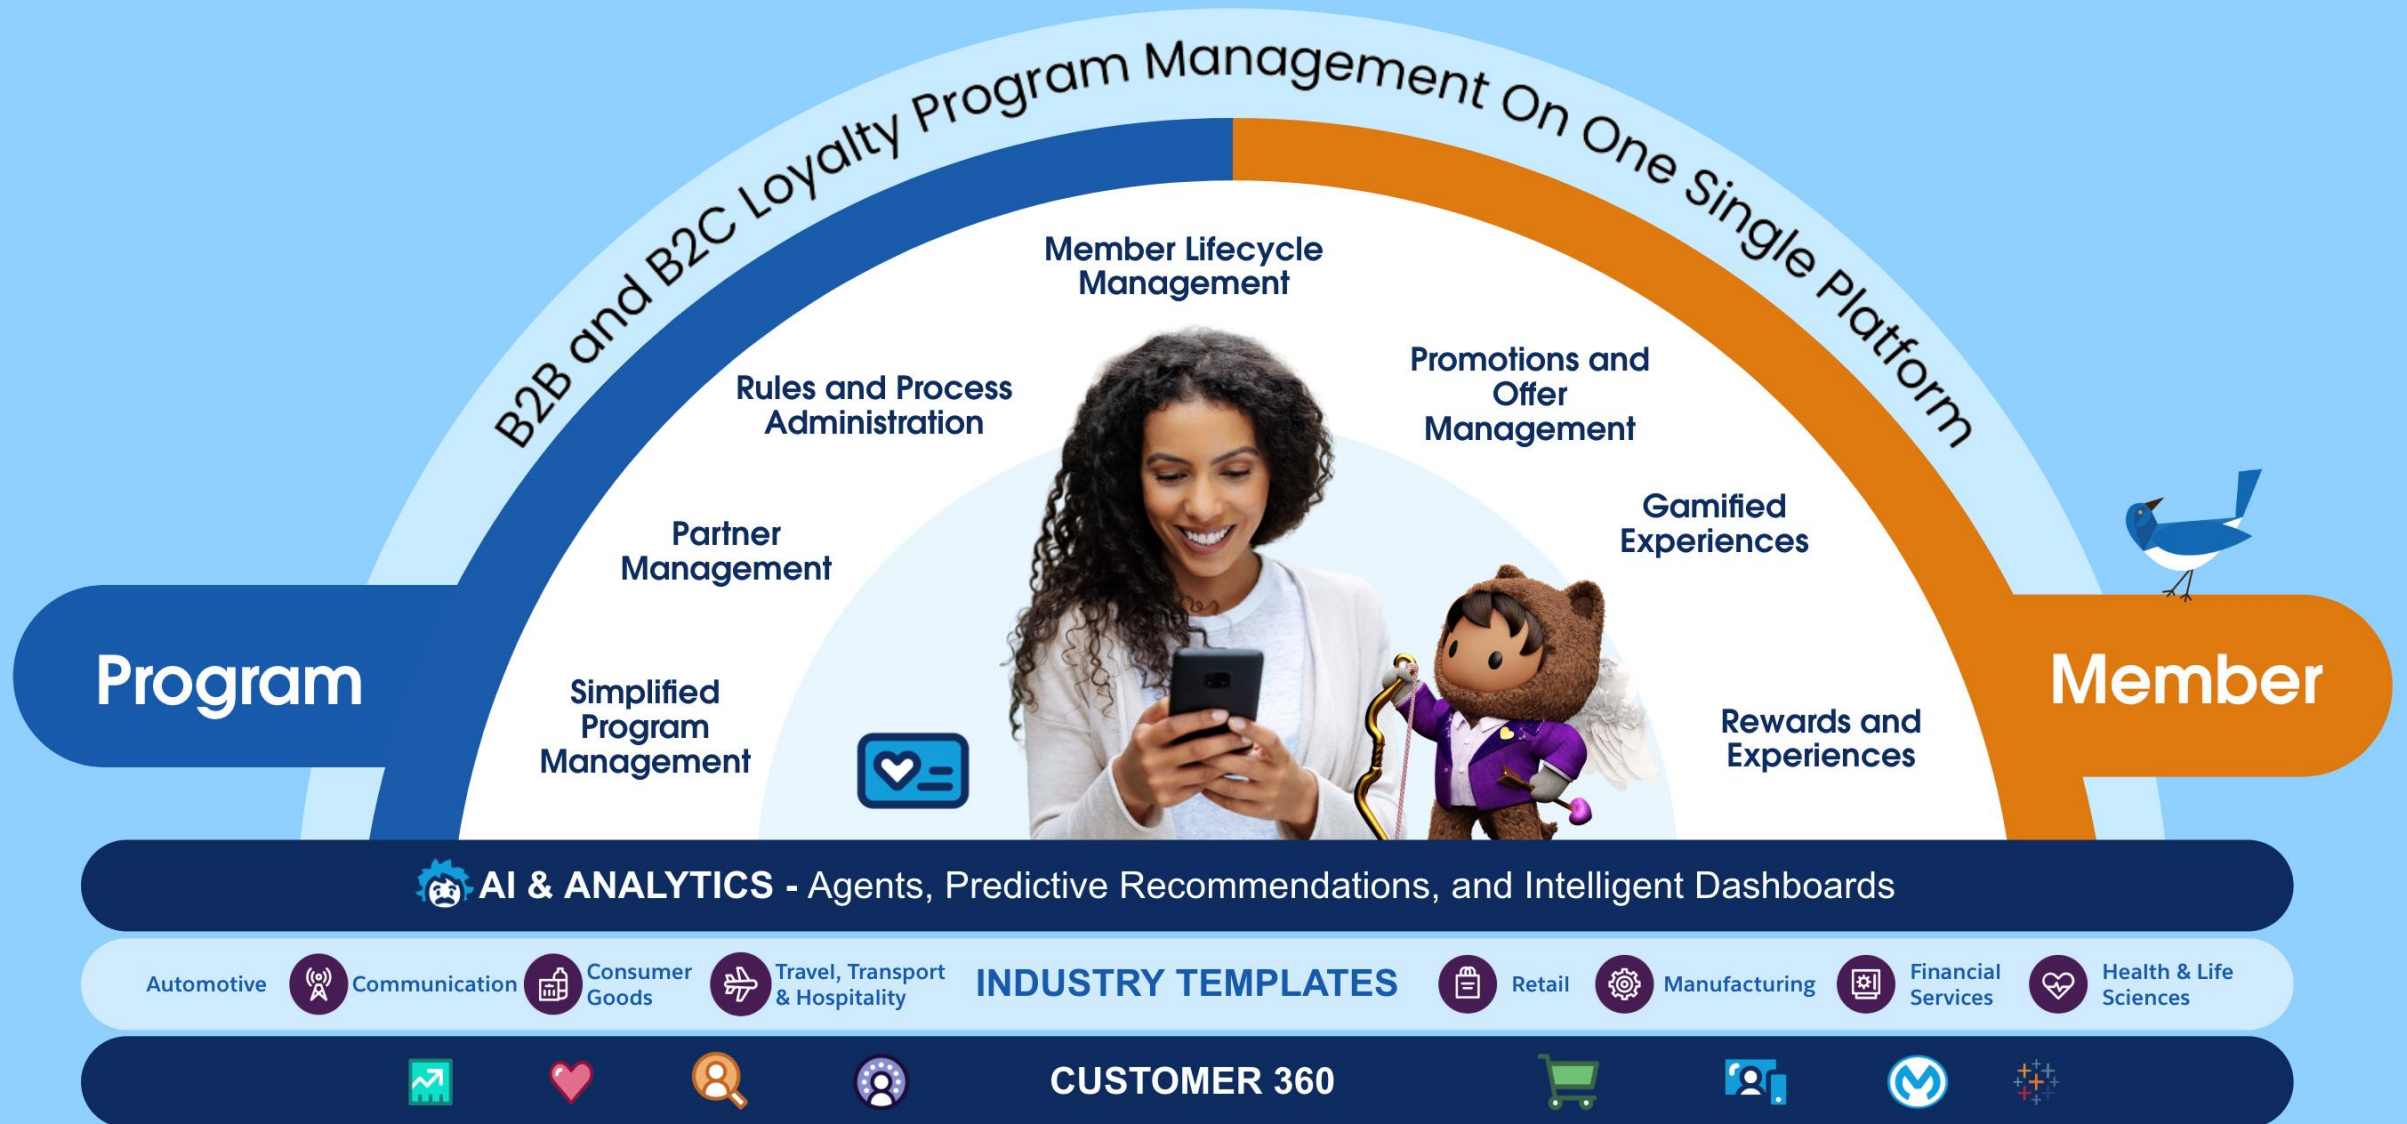 B2B and B2C Loyalty Program Management On One Single Platform
Member Lifecycle
Management
Rules and Process
Administration
Promotions and
Offer
Management
Partner
Management
Gamified
Experiences
Simplified
Program
Management
Rewards and
Experiences
Program
Member
AI & ANALYTICS - Agents, Predictive Recommendations, and Intelligent Dashboards
Automotive
Communication
Consumer
Goods
Travel, Transport
& Hospitality
INDUSTRY TEMPLATES
Retail
Manufacturing
Financial
Services
Health & Life
Sciences
CUSTOMER 360